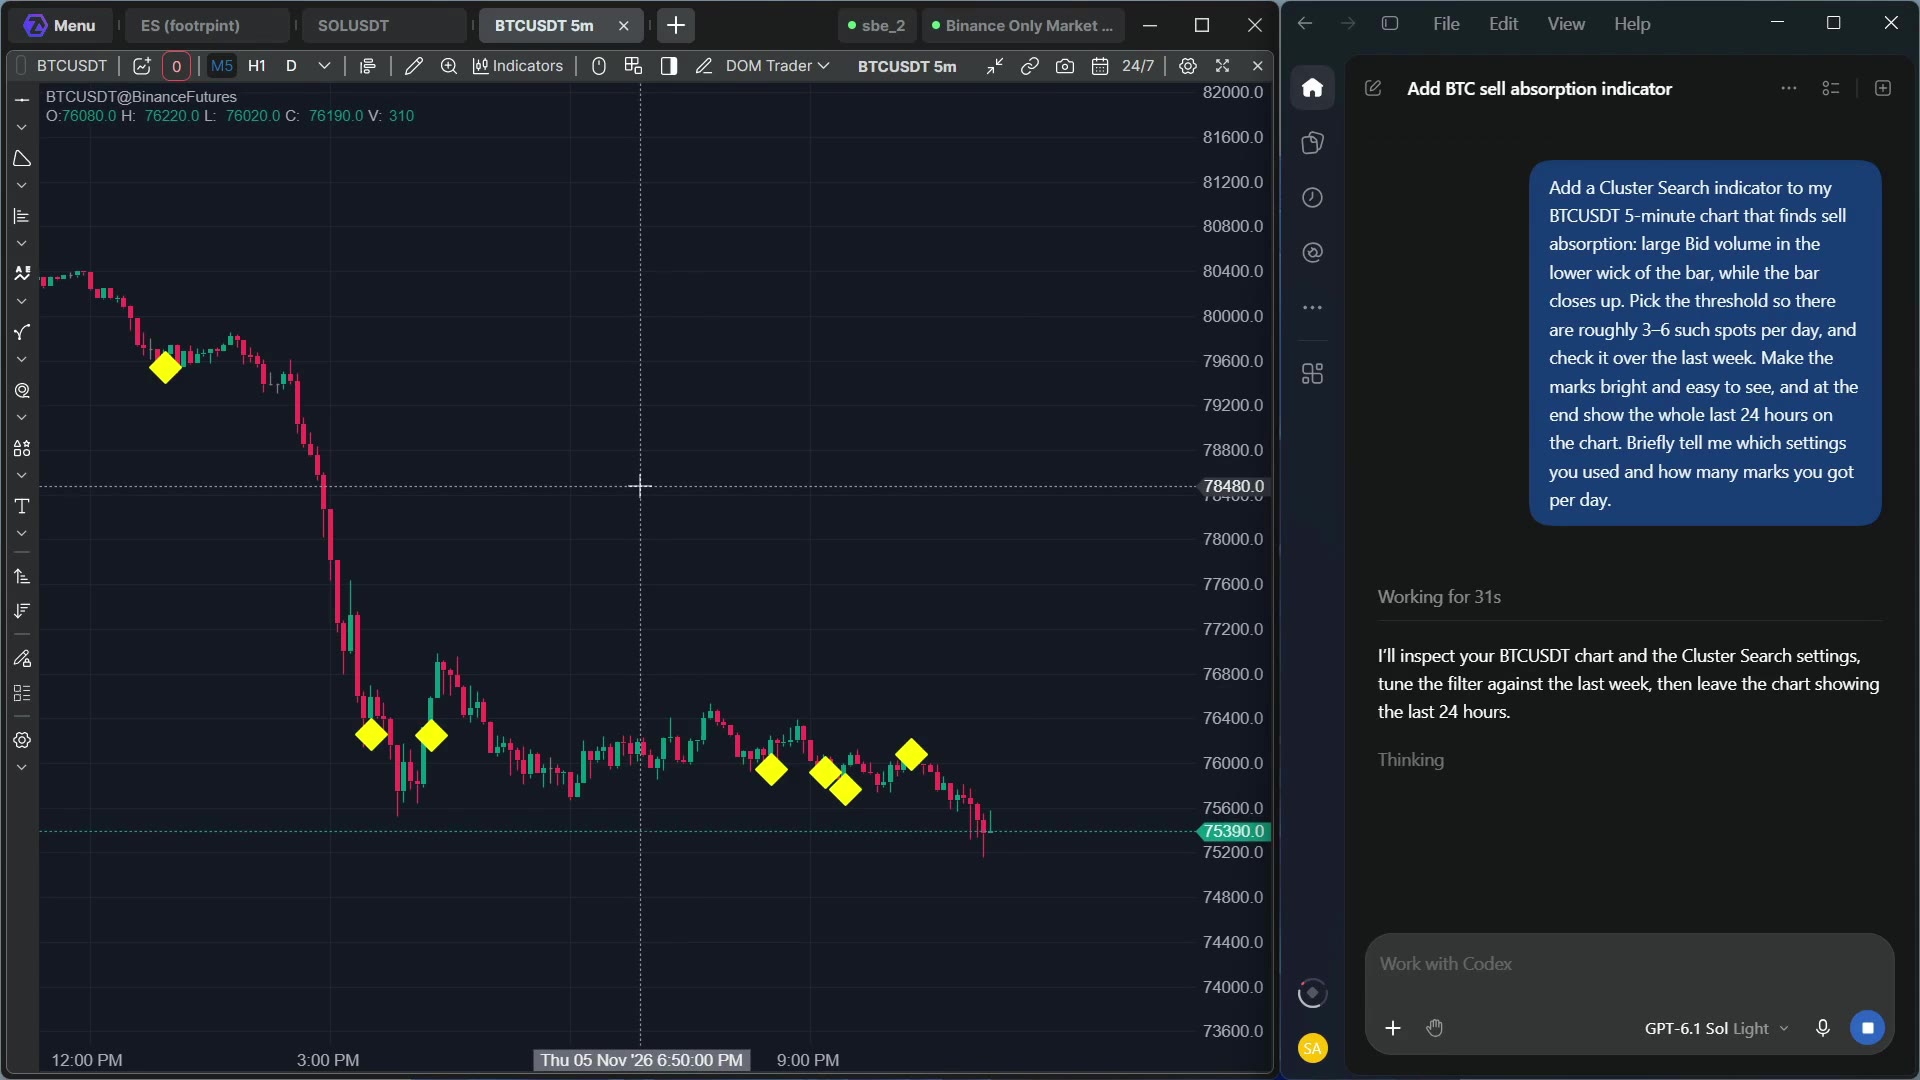 Menu
ES (footrpint)
SOLUSDT
BTCUSDT 5m
sbe_2
Binance Only Market ...
File
Edit
View
Help
BTCUSDT
0
M5
H1
D
Indicators
DOM Trader
BTCUSDT 5m
24/7
BTCUSDT@BinanceFutures
O:76080.0 H: 76220.0 L: 76020.0 C: 76190.0 V: 310
82000.0
81600.0
81200.0
80800.0
80400.0
80000.0
79600.0
79200.0
78800.0
78480.0
78000.0
77600.0
77200.0
76800.0
76400.0
76000.0
75600.0
75390.0
75200.0
74800.0
74400.0
74000.0
73600.0
12:00 PM
3:00 PM
Thu 05 Nov '26 6:50:00 PM
9:00 PM
Add BTC sell absorption indicator
Add a Cluster Search indicator to my
BTCUSDT 5-minute chart that finds sell
absorption: large Bid volume in the
lower wick of the bar, while the bar
closes up. Pick the threshold so there
are roughly 3–6 such spots per day, and
check it over the last week. Make the
marks bright and easy to see, and at the
end show the whole last 24 hours on
the chart. Briefly tell me which settings
you used and how many marks you got
per day.
Working for 31s
I'll inspect your BTCUSDT chart and the Cluster Search settings,
tune the filter against the last week, then leave the chart showing
the last 24 hours.
Thinking
Work with Codex
GPT-6.1 Sol Light
SA